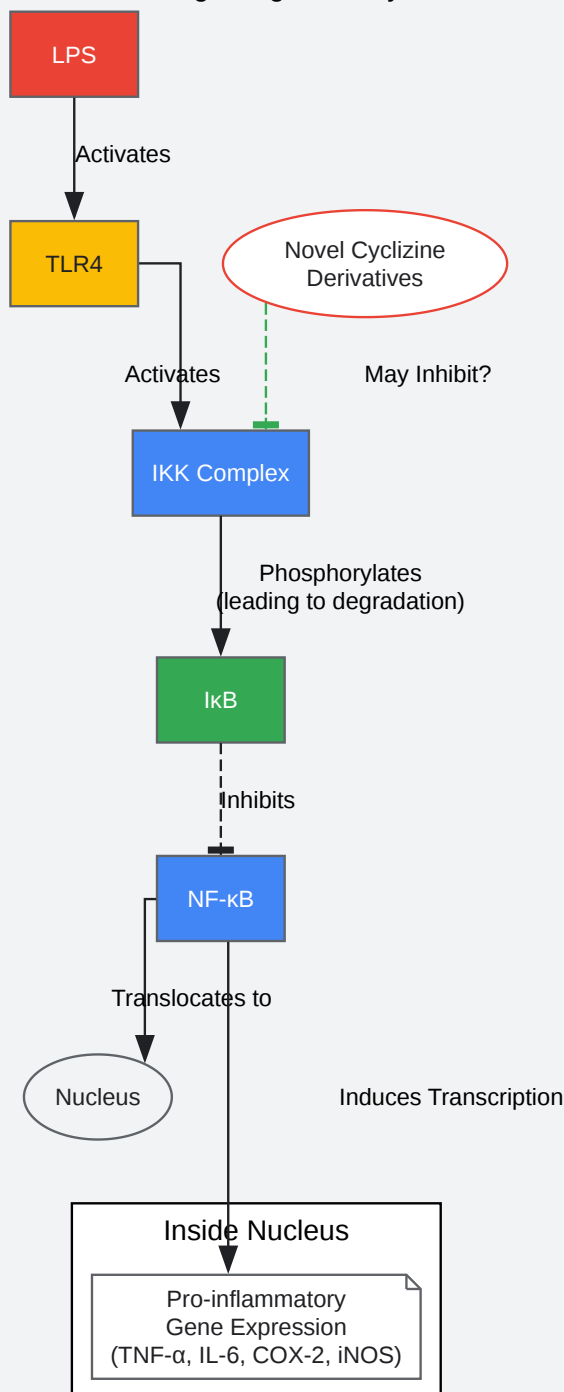 LPS
Activates
TLR4
Novel Cyclizine
Derivatives
Activates
May Inhibit?
IKK Complex
Phosphorylates
(leading to degradation)
IκB
Inhibits
NF-κB
Translocates to
Nucleus
Induces Transcription
Inside Nucleus
Pro-inflammatory
Gene Expression
(TNF-α, IL-6, COX-2, iNOS)